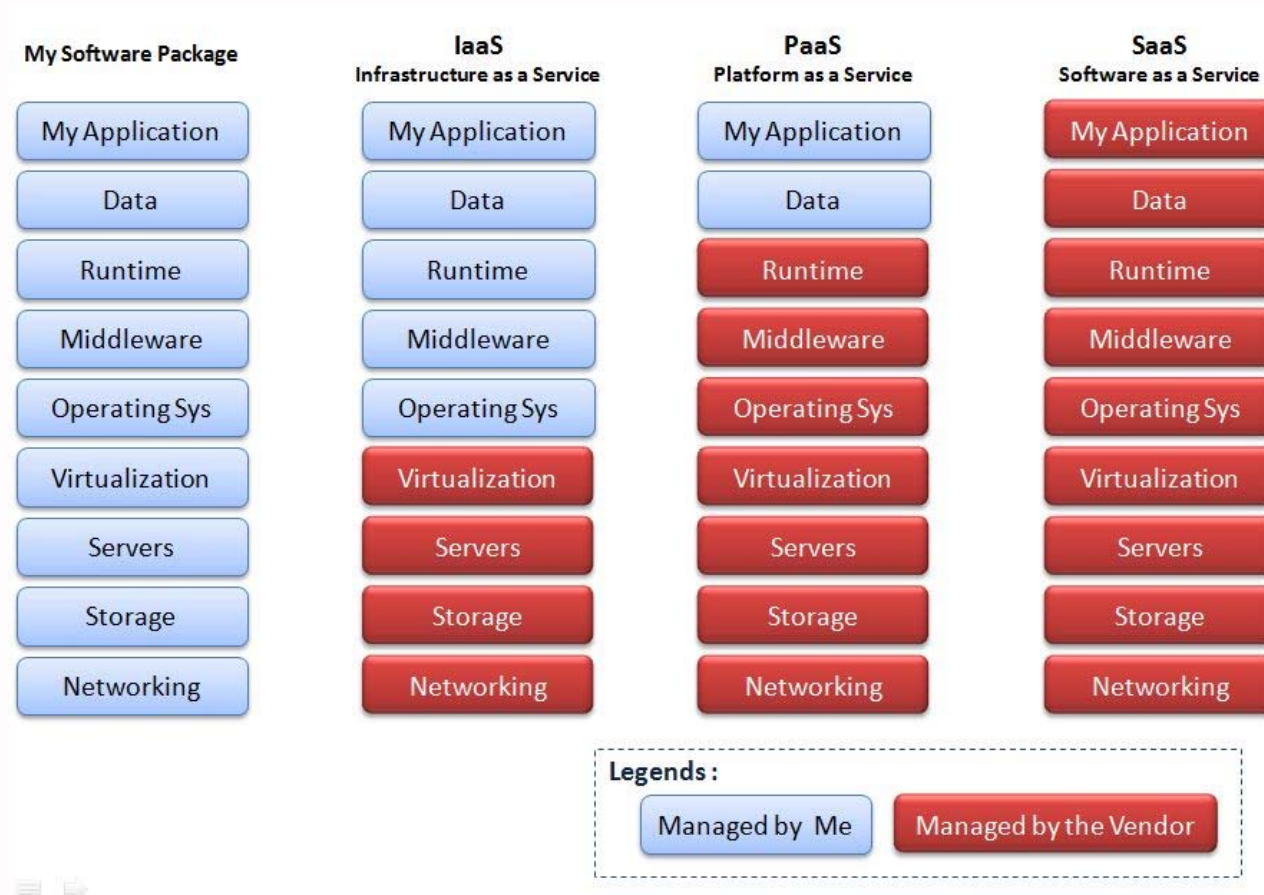 My Software Package
IaaS
Infrastructure as a Service
PaaS
Platform as a Service
SaaS
Software as a Service
My Application
Data
Runtime
Middleware
Operating Sys
Virtualization
Servers
Storage
Networking
My Application
Data
Runtime
Middleware
Operating Sys
Virtualization
Servers
Storage
Networking
My Application
Data
Runtime
Middleware
Operating Sys
Virtualization
Servers
Storage
Networking
My Application
Data
Runtime
Middleware
Operating Sys
Virtualization
Servers
Storage
Networking
Legends :
Managed by Me
Managed by the Vendor